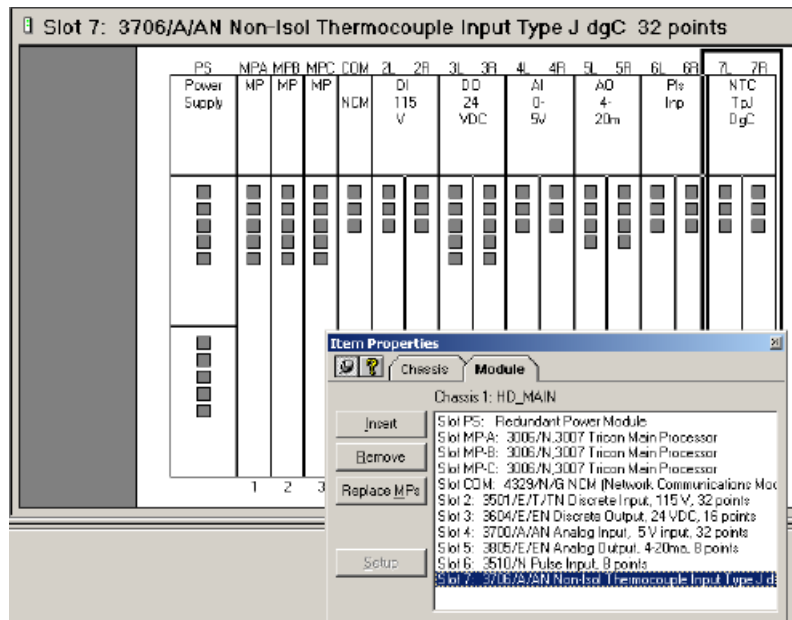 Slot 7: 3706/A/AN Non-Isol Thermocouple Input Type J dgC 32 points
PS MPA MPB MPC COM 2L 2R 3L 3R 4L 4R 5L 5R 6L 6R 7L 7R
Power Supply MP MP MP NCM DI 115 V DO 24 VDC AI 0-5V AO 4-20m Pls Inp NTC TpJ DgC
1 2 3
Item Properties
Chassis Module
Chassis 1: HD_MAIN
Insert
Remove
Replace MPs
Setup
Slot PS: Redundant Power Module
Slot MP-A: 3006/N,3007 Tricon Main Processor
Slot MP-B: 3006/N,3007 Tricon Main Processor
Slot MP-C: 3006/N,3007 Tricon Main Processor
Slot COM: 4329/N/G NCM (Network Communications Moc
Slot 2: 3501/E/T/TN Discrete Input, 115 V, 32 points
Slot 3: 3604/E/EN Discrete Output, 24 VDC, 16 points
Slot 4: 3700/A/AN Analog Input, 5 V input, 32 points
Slot 5: 3805/E/EN Analog Output, 4-20ma, 8 points
Slot 6: 3510/N Pulse Input, 8 points
Slot 7: 3706/A/AN Non-Isol Thermocouple Input Type J d